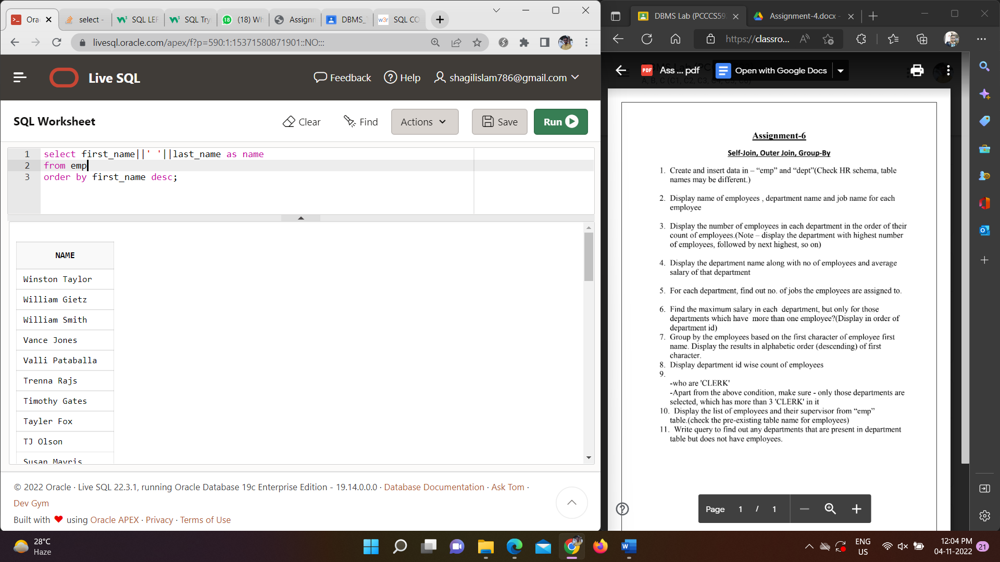 Ora
select -
SQL LEF
SQL Try
(18) Wh
Assignm
DBMS_
SQL CO
livesql.oracle.com/apex/f?p=590:1:15371580871901::NO:::
Live SQL
Feedback
Help
shagilislam786@gmail.com
SQL Worksheet
Clear
Find
Actions
Save
Run
1 select first_name||' '||last_name as name
2 from emp
3 order by first_name desc;
NAME
Winston Taylor
William Gietz
William Smith
Vance Jones
Valli Pataballa
Trenna Rajs
Timothy Gates
Tayler Fox
TJ Olson
Susan Mavris
© 2022 Oracle · Live SQL 22.3.1, running Oracle Database 19c Enterprise Edition - 19.14.0.0.0 · Database Documentation · Ask Tom ·
Dev Gym
Built with ♥ using Oracle APEX · Privacy · Terms of Use
DBMS Lab (PCCCS59
Assignment-4.docx -
https://classro...
PDF
Ass ... pdf
Open with Google Docs
Assignment-6
Self-Join, Outer Join, Group-By
1. Create and insert data in – “emp” and “dept”(Check HR schema, table
names may be different.)
2. Display name of employees , department name and job name for each
employee
3. Display the number of employees in each department in the order of their
count of employees.(Note – display the department with highest number
of employees, followed by next highest, so on)
4. Display the department name along with no of employees and average
salary of that department
5. For each department, find out no. of jobs the employees are assigned to.
6. Find the maximum salary in each department, but only for those
departments which have more than one employee?(Display in order of
department id)
7. Group by the employees based on the first character of employee first
name. Display the results in alphabetic order (descending) of first
character.
8. Display department id wise count of employees
9.
-who are 'CLERK'
-Apart from the above condition, make sure - only those departments are
selected, which has more than 3 'CLERK' in it
10. Display the list of employees and their supervisor from “emp”
table.(check the pre-existing table name for employees)
11. Write query to find out any departments that are present in department
table but does not have employees.
Page 1 / 1
28°C
Haze
ENG
US
12:04 PM
04-11-2022
21